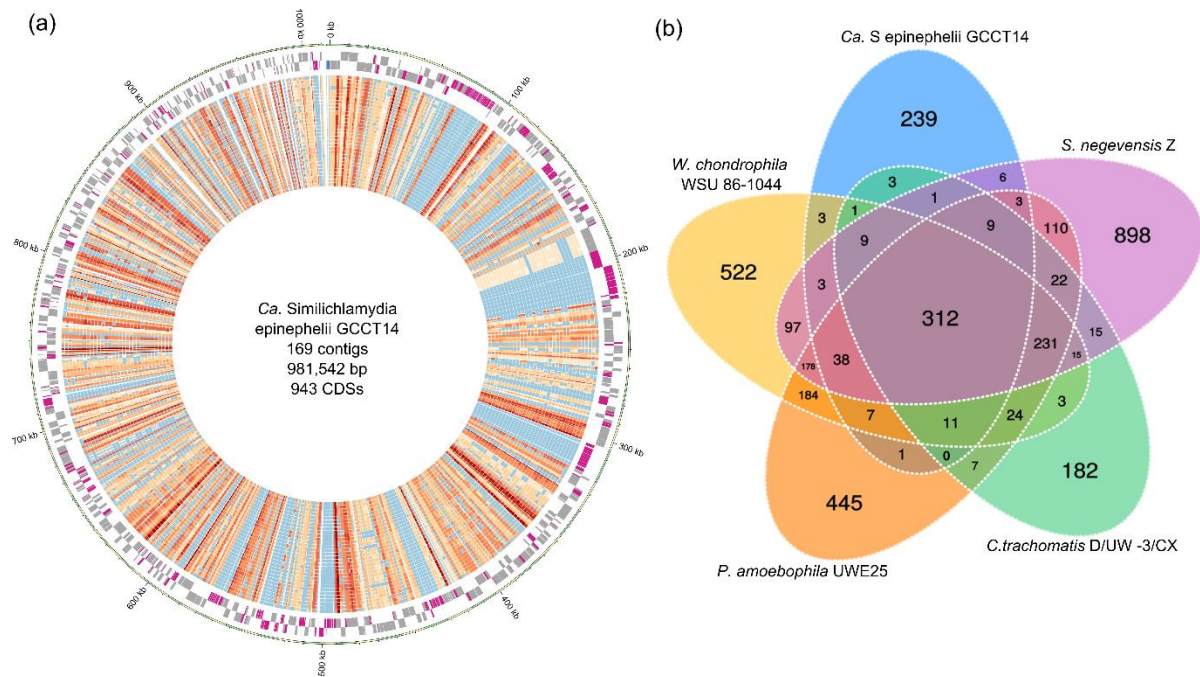 (a)
1000 kb
0 kb
100 kb
200 kb
300 kb
400 kb
500 kb
600 kb
700 kb
800 kb
900 kb
Ca. Similichlamydia
epinephelii GCCT14
169 contigs
981,542 bp
943 CDSs
(b)
Ca. S epinephelii GCCT14
S. negevensis Z
W. chondrophila
WSU 86-1044
239
3
6
1
1
3
3
9
9
110
898
522
3
22
97
312
15
231
15
178
38
184
7
11
24
3
1
0
7
182
445
C.trachomatis D/UW -3/CX
P. amoebophila UWE25